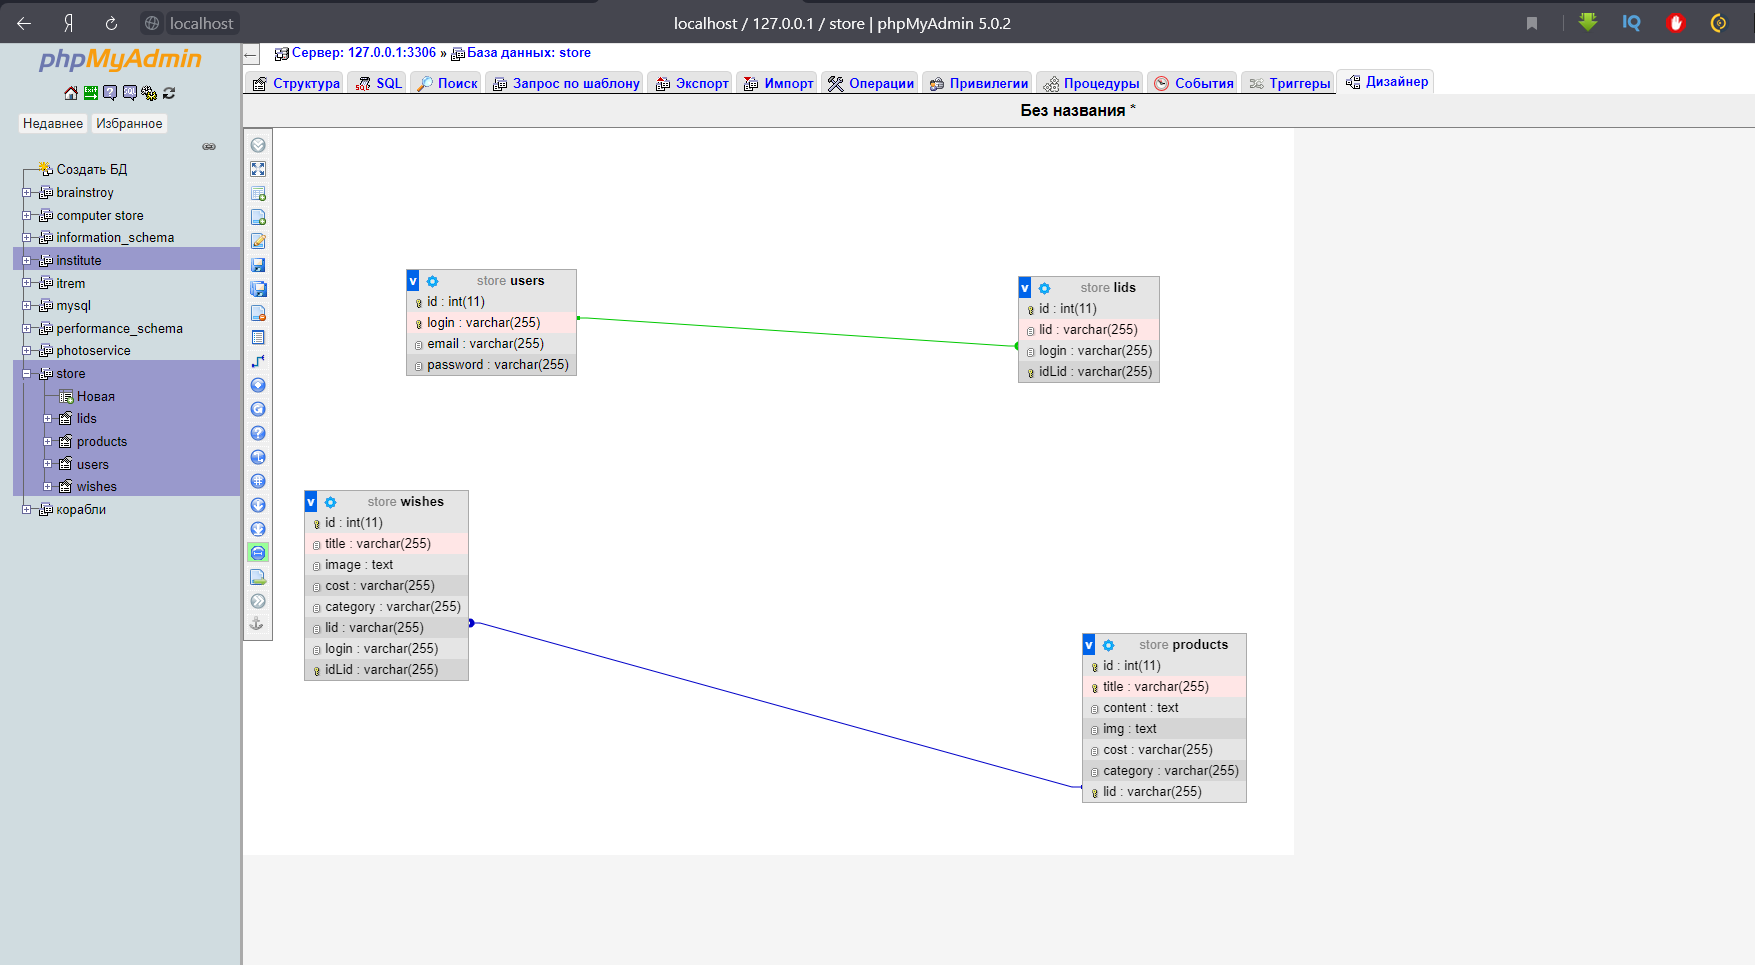 Я
localhost
localhost / 127.0.0.1 / store | phpMyAdmin 5.0.2
IQ
phpMyAdmin
Недавнее Избранное
Создать БД
brainstroy
computer store
information_schema
institute
itrem
mysql
performance_schema
photoservice
store
Новая
lids
products
users
wishes
корабли
Сервер: 127.0.0.1:3306 » База данных: store
Структура SQL Поиск Запрос по шаблону Экспорт Импорт Операции Привилегии Процедуры События Триггеры Дизайнер
Без названия *
v store users
id : int(11)
login : varchar(255)
email : varchar(255)
password : varchar(255)
v store lids
id : int(11)
lid : varchar(255)
login : varchar(255)
idLid : varchar(255)
v store wishes
id : int(11)
title : varchar(255)
image : text
cost : varchar(255)
category : varchar(255)
lid : varchar(255)
login : varchar(255)
idLid : varchar(255)
v store products
id : int(11)
title : varchar(255)
content : text
img : text
cost : varchar(255)
category : varchar(255)
lid : varchar(255)